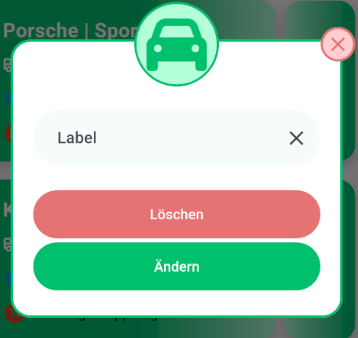 Porsche | Spor
Label
Löschen
Ändern